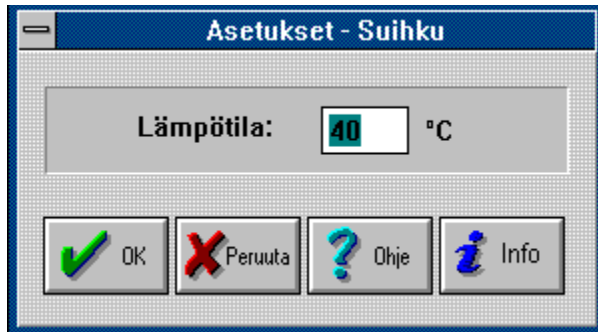 Asetukset - Suihku
Lämpötila: 40 °C
OK Peruuta Ohje Info